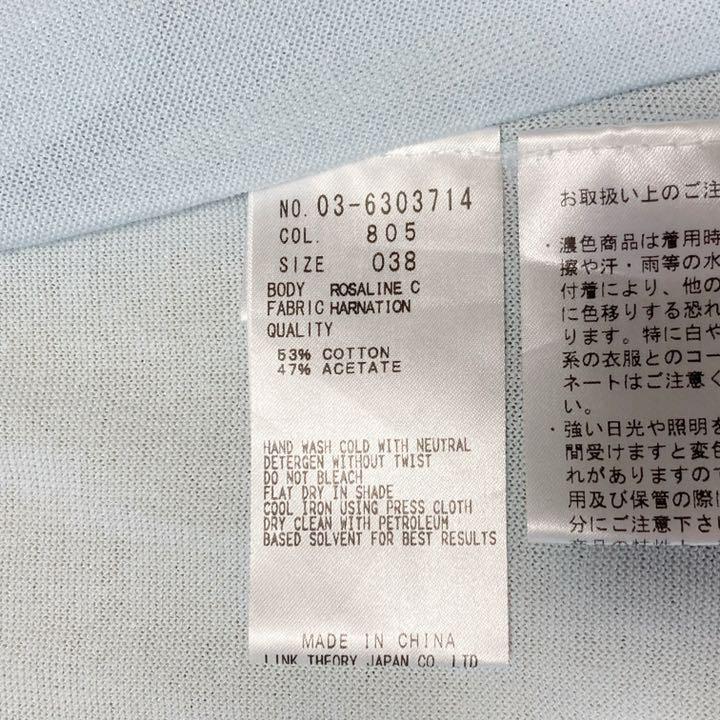 NO. 03-6303714
COL. 805
SIZE 038
BODY ROSALINE C
FABRIC HARNATION
QUALITY
53% COTTON
47% ACETATE
HAND WASH COLD WITH NEUTRAL
DETERGEN WITHOUT TWIST
DO NOT BLEACH
FLAT DRY IN SHADE
COOL IRON USING PRESS CLOTH
DRY CLEAN WITH PETROLEUM
BASED SOLVENT FOR BEST RESULTS
MADE IN CHINA
LINK THEORY JAPAN CO. LTD
お取扱い上のご注
・濃色商品は着用時
擦や汗・雨等の水
付着により、他の
に色移りする恐れ
ります。特に白や
系の衣服とのコー
ネートはご注意く
い。
・強い日光や照明を
間受けますと変色
れがありますので
用及び保管の際は
分にご注意下さい